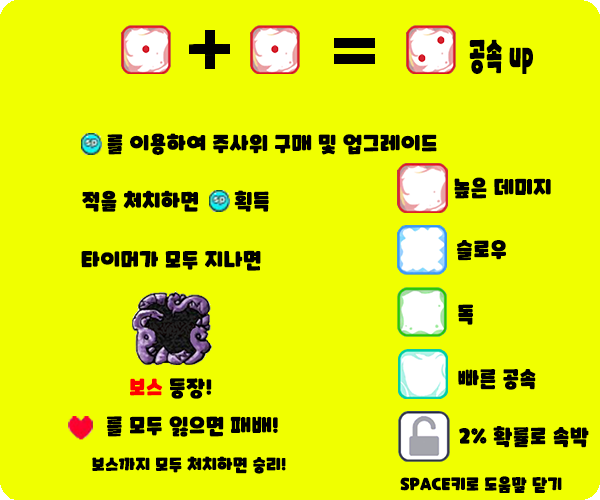 + = 공속 up
sp를 이용하여 주사위 구매 및 업그레이드
적을 처치하면 sp 획득
타이머가 모두 지나면
보스 등장!
를 모두 잃으면 패배!
보스까지 모두 처치하면 승리!
높은 데미지
슬로우
독
빠른 공속
2% 확률로 속박
SPACE키로 도움말 닫기